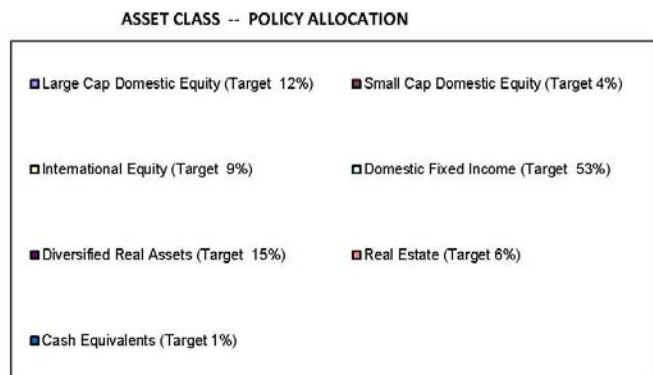 ASSET CLASS -- POLICY ALLOCATION
Large Cap Domestic Equity (Target 12%) Small Cap Domestic Equity (Target 4%)
International Equity (Target 9%) Domestic Fixed Income (Target 53%)
Diversified Real Assets (Target 15%) Real Estate (Target 6%)
Cash Equivalents (Target 1%)